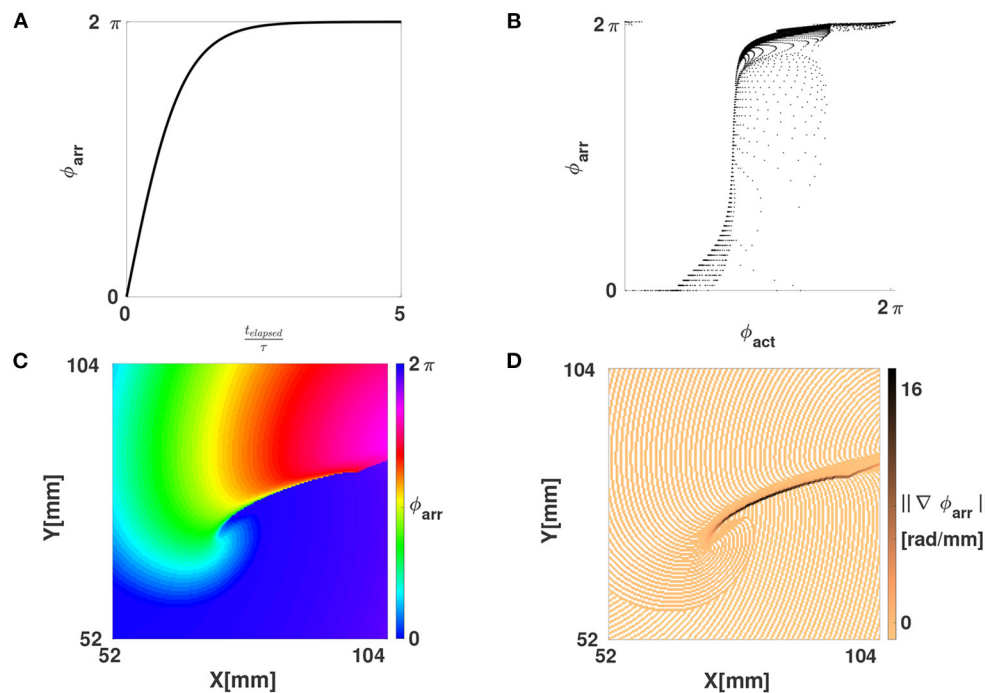 A
2 π
ϕarr
0
0
telapsed
τ
5
B
2 π
ϕarr
0
2 π
ϕact
C
104
Y[mm]
52
52
104
X[mm]
2 π
ϕarr
0
D
104
Y[mm]
52
52
104
X[mm]
16
|| ∇ ϕarr |
[rad/mm]
0